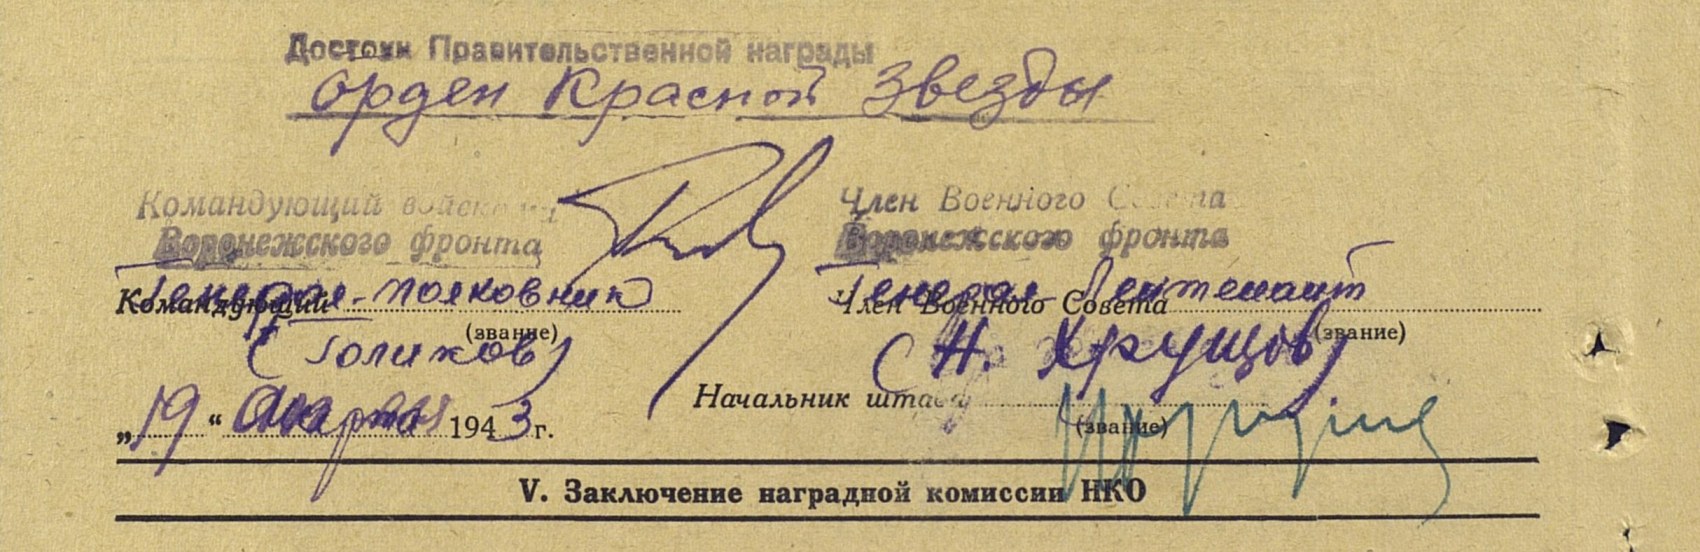 Достоин Правительственной награды
орден Красной Звезды
Командующий войсками
Воронежского фронта
Генерал-полковник
Командующий
(звание)
(Голиков)
Член Военного Совета
Воронежского фронта
Генерал Лейтенант
Член Военного Совета
(звание)
(Н. Хрущов)
Начальник штаба
(звание)
„19“ марта 1943 г.
V. Заключение наградной комиссии НКО